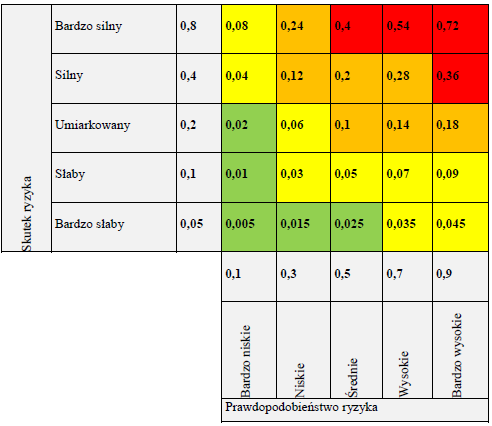 Skutek ryzyka
Bardzo silny 0,8 0,08 0,24 0,4 0,54 0,72
Silny 0,4 0,04 0,12 0,2 0,28 0,36
Umiarkowany 0,2 0,02 0,06 0,1 0,14 0,18
Słaby 0,1 0,01 0,03 0,05 0,07 0,09
Bardzo słaby 0,05 0,005 0,015 0,025 0,035 0,045
0,1 0,3 0,5 0,7 0,9
Bardzo niskie
Niskie
Średnie
Wysokie
Bardzo wysokie
Prawdopodobieństwo ryzyka